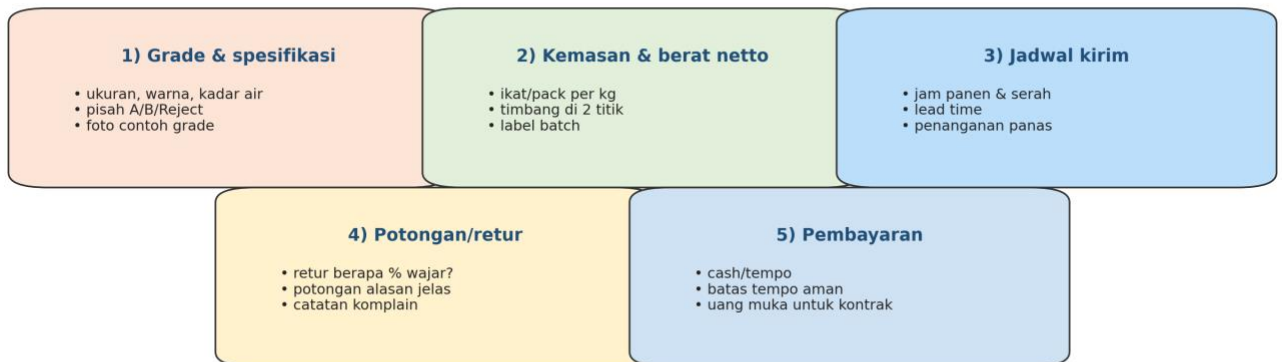 1) Grade & spesifikasi
• ukuran, warna, kadar air
• pisah A/B/Reject
• foto contoh grade
2) Kemasan & berat netto
• ikat/pack per kg
• timbang di 2 titik
• label batch
3) Jadwal kirim
• jam panen & serah
• lead time
• penanganan panas
4) Potongan/retur
• retur berapa % wajar?
• potongan alasan jelas
• catatan komplain
5) Pembayaran
• cash/tempo
• batas tempo aman
• uang muka untuk kontrak